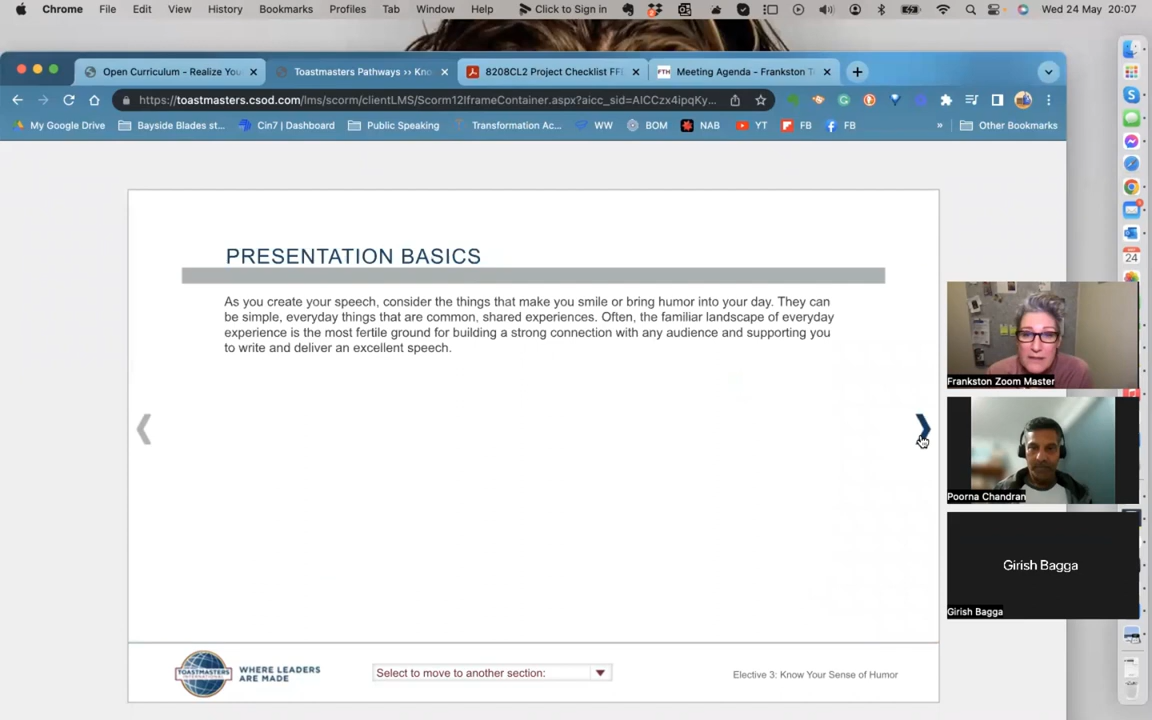 Chrome File Edit View History Bookmarks Profiles Tab Window Help Click to Sign in Wed 24 May 20:07
Open Curriculum - Realize You
Toastmasters Pathways ›› Kno
8208CL2 Project Checklist FFE
FTH Meeting Agenda - Frankston T
https://toastmasters.csod.com/lms/scorm/clientLMS/Scorm12IframeContainer.aspx?aicc_sid=AICCzx4ipqKy...
My Google Drive Bayside Blades st... Cin7 | Dashboard Public Speaking Transformation Ac... WW BOM NAB YT FB FB » Other Bookmarks
PRESENTATION BASICS
As you create your speech, consider the things that make you smile or bring humor into your day. They can
be simple, everyday things that are common, shared experiences. Often, the familiar landscape of everyday
experience is the most fertile ground for building a strong connection with any audience and supporting you
to write and deliver an excellent speech.
Frankston Zoom Master
Poorna Chandran
Girish Bagga
Girish Bagga
TOASTMASTERS
INTERNATIONAL
WHERE LEADERS
ARE MADE
Select to move to another section:
Elective 3: Know Your Sense of Humor
24